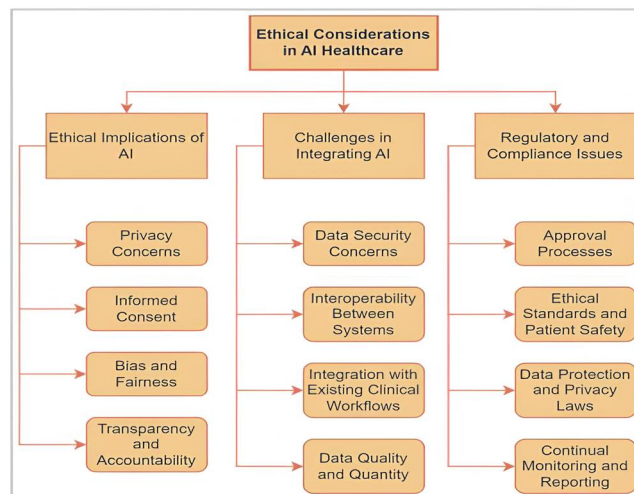 Ethical Considerations
in AI Healthcare
Ethical Implications of
AI
Challenges in
Integrating AI
Regulatory and
Compliance Issues
Privacy
Concerns
Informed
Consent
Bias and
Fairness
Transparency
and
Accountability
Data Security
Concerns
Interoperability
Between
Systems
Integration with
Existing Clinical
Workflows
Data Quality
and Quantity
Approval
Processes
Ethical
Standards and
Patient Safety
Data Protection
and Privacy
Laws
Continual
Monitoring and
Reporting